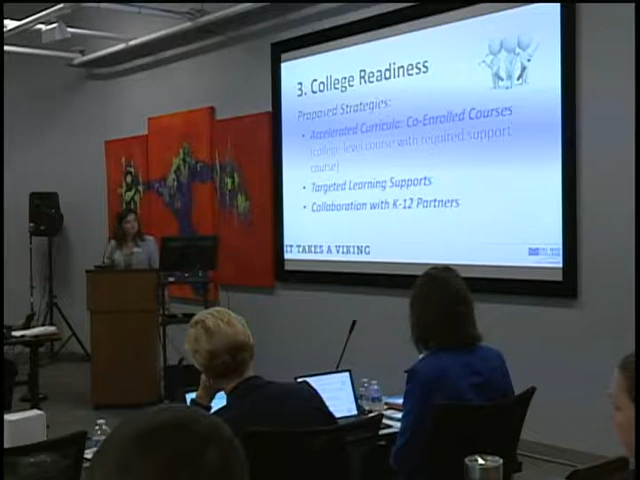 3. College Readiness
Proposed Strategies:
• Accelerated Curricula: Co-Enrolled Courses
(college-level course with required support
course)
• Targeted Learning Supports
• Collaboration with K-12 Partners
IT TAKES A VIKING